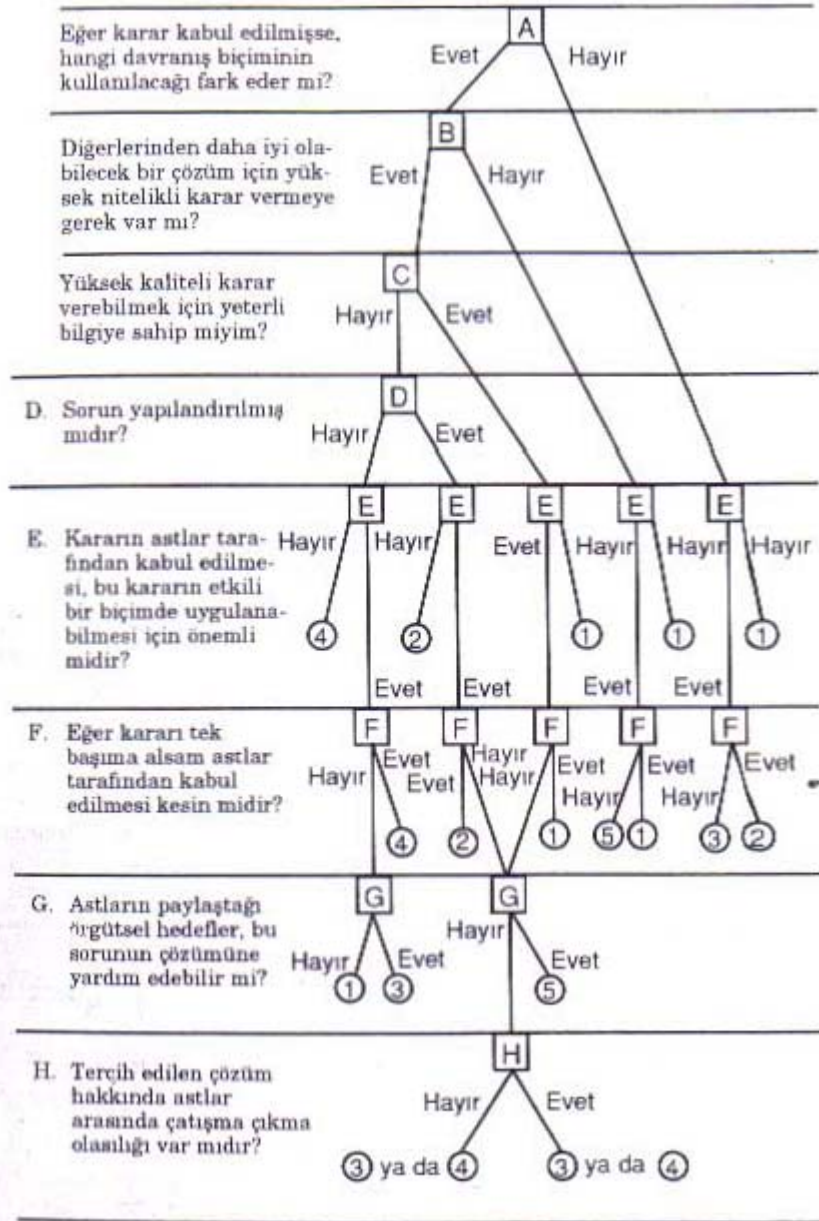 Eğer karar kabul edilmişse,
hangi davranış biçiminin
kullanılacağı fark eder mi?
A
Evet
Hayır
Diğerlerinden daha iyi ola-
bilecek bir çözüm için yük-
sek nitelikli karar vermeye
gerek var mı?
B
Evet
Hayır
Yüksek kaliteli karar
verebilmek için yeterli
bilgiye sahip miyim?
C
Hayır
Evet
D. Sorun yapılandırılmış
mıdır?
D
Hayır
Evet
E. Kararın astlar tara-
fından kabul edilme-
si, bu kararın etkili
bir biçimde uygulana-
bilmesi için önemli
midir?
E E E E E
Hayır Hayır Evet Hayır Hayır Hayır
4 2 1 1 1
Evet Evet Evet Evet
F. Eğer kararı tek
başıma alsam astlar
tarafından kabul
edilmesi kesin midir?
F F F F F
Hayır Evet Evet Hayır Hayır Evet Hayır Evet Hayır Evet
4 2 1 5 1 3 2
G. Astların paylaştağı
örgütsel hedefler, bu
sorunun çözümüne
yardım edebilir mi?
G G
Hayır Evet Hayır Evet
1 3 5
H. Terçih edilen çözüm
hakkında astlar
arasında çatışma çıkma
olasılığı var mıdır?
H
Hayır Evet
3 ya da 4 3 ya da 4